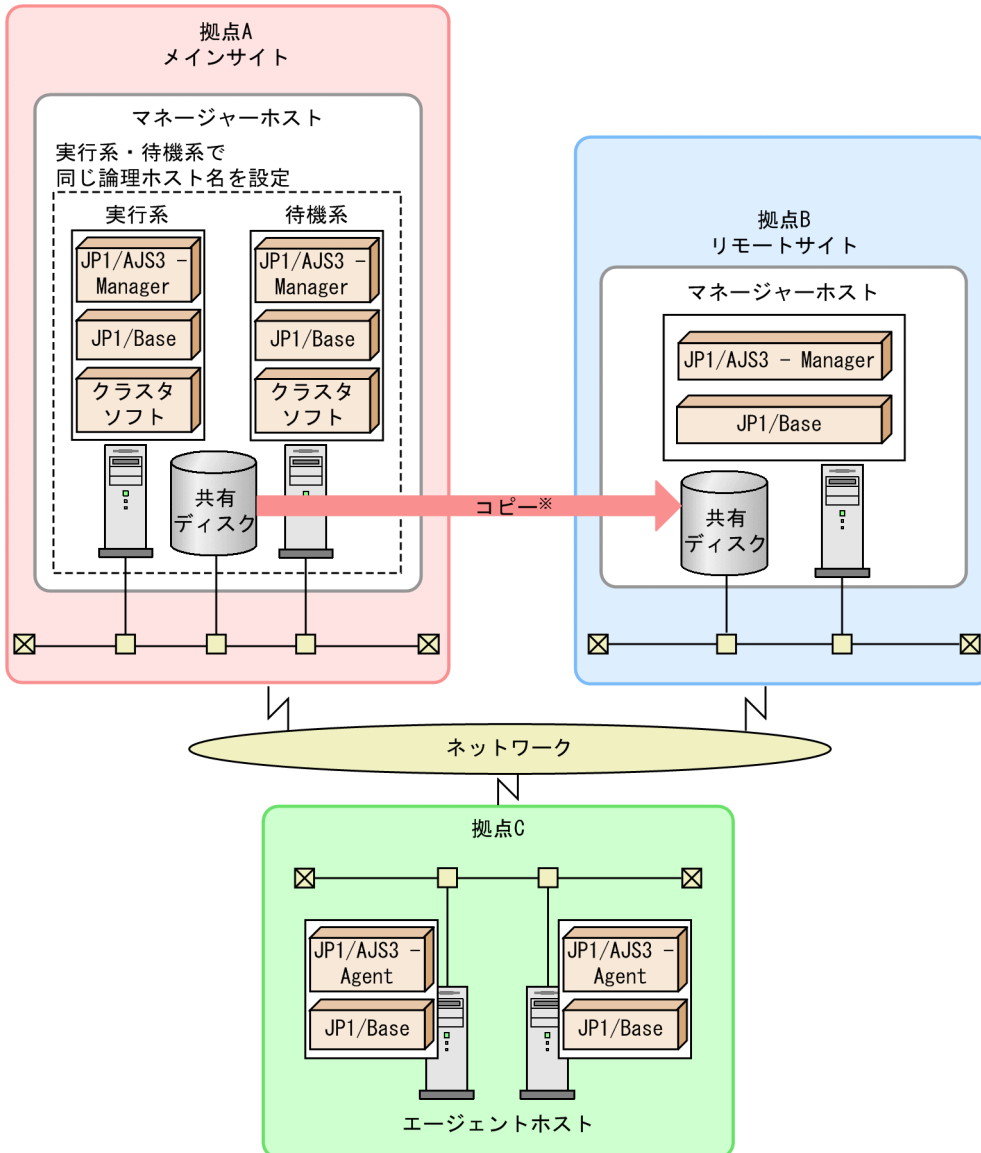 拠点A
メインサイト
マネージャーホスト
実行系・待機系で
同じ論理ホスト名を設定
実行系
待機系
JP1/AJS3 −
Manager
JP1/Base
クラスタ
ソフト
JP1/AJS3 −
Manager
JP1/Base
クラスタ
ソフト
共有
ディスク
コピー※
拠点B
リモートサイト
マネージャーホスト
JP1/AJS3 − Manager
JP1/Base
共有
ディスク
ネットワーク
拠点C
JP1/AJS3 −
Agent
JP1/Base
JP1/AJS3 −
Agent
JP1/Base
エージェントホスト